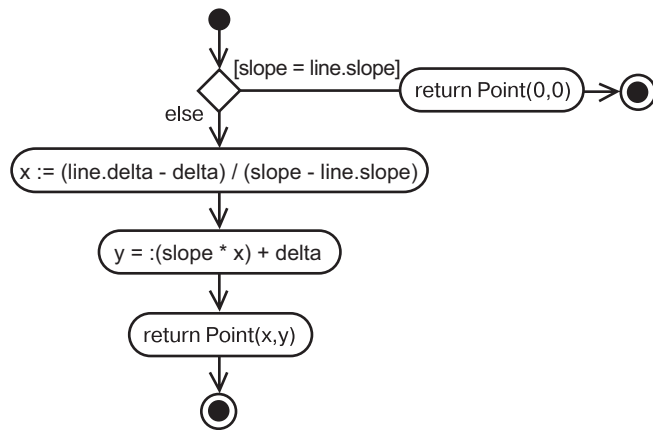 [slope = line.slope]
return Point(0,0)
else
x := (line.delta - delta) / (slope - line.slope)
y = :(slope * x) + delta
return Point(x,y)